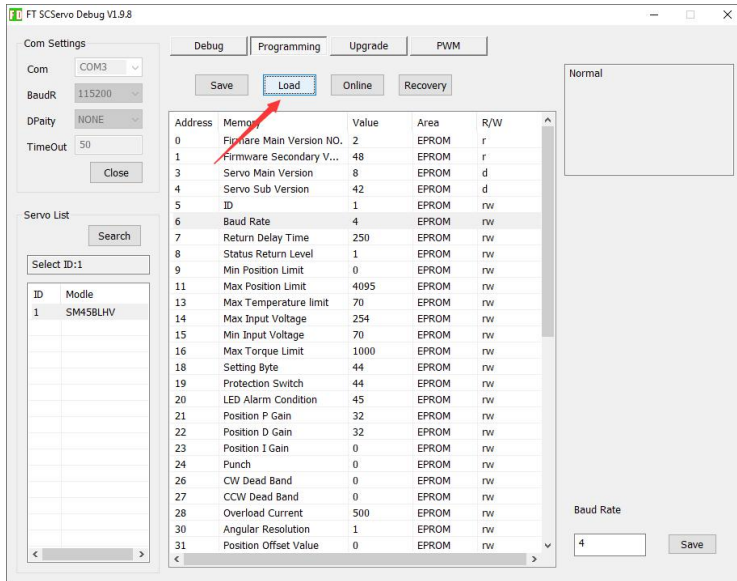 FT SCServo Debug V1.9.8
Com Settings
Com COM3
BaudR 115200
DPaity NONE
TimeOut 50
Close
Servo List
Search
Select ID:1
ID Modle
1 SM45BLHV
Debug Programming Upgrade PWM
Save Load Online Recovery
Address Memory Value Area R/W
0 Firmare Main Version NO. 2 EPROM r
1 Firmware Secondary V... 48 EPROM r
3 Servo Main Version 8 EPROM d
4 Servo Sub Version 42 EPROM d
5 ID 1 EPROM rw
6 Baud Rate 4 EPROM rw
7 Return Delay Time 250 EPROM rw
8 Status Return Level 1 EPROM rw
9 Min Position Limit 0 EPROM rw
11 Max Position Limit 4095 EPROM rw
13 Max Temperature limit 70 EPROM rw
14 Max Input Voltage 254 EPROM rw
15 Min Input Voltage 70 EPROM rw
16 Max Torque Limit 1000 EPROM rw
18 Setting Byte 44 EPROM rw
19 Protection Switch 44 EPROM rw
20 LED Alarm Condition 45 EPROM rw
21 Position P Gain 32 EPROM rw
22 Position D Gain 32 EPROM rw
23 Position I Gain 0 EPROM rw
24 Punch 0 EPROM rw
26 CW Dead Band 0 EPROM rw
27 CCW Dead Band 0 EPROM rw
28 Overload Current 500 EPROM rw
30 Angular Resolution 1 EPROM rw
31 Position Offset Value 0 EPROM rw
Normal
Baud Rate
4 Save